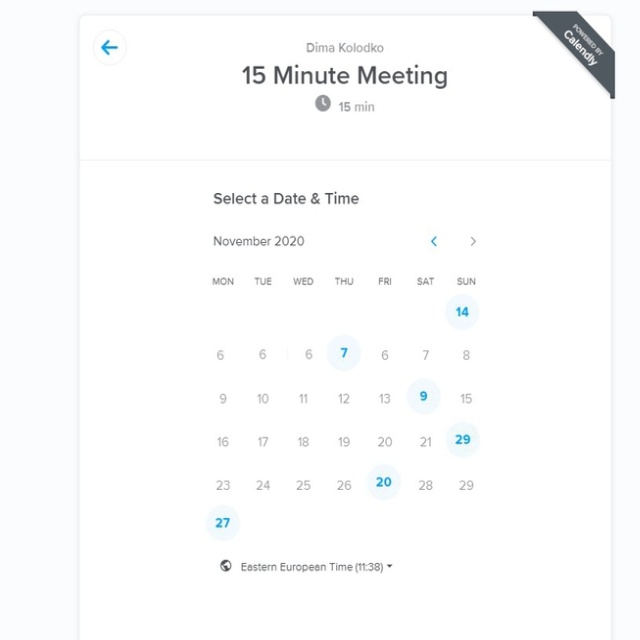 POWERED BY
Calendly
Dima Kolodko
15 Minute Meeting
15 min
Select a Date & Time
November 2020
MON TUE WED THU FRI SAT SUN
14
6 6 6 7 6 7 8
9 10 11 12 13 9 15
16 17 18 19 20 21 29
23 24 25 26 20 28 29
27
Eastern European Time (11:38)